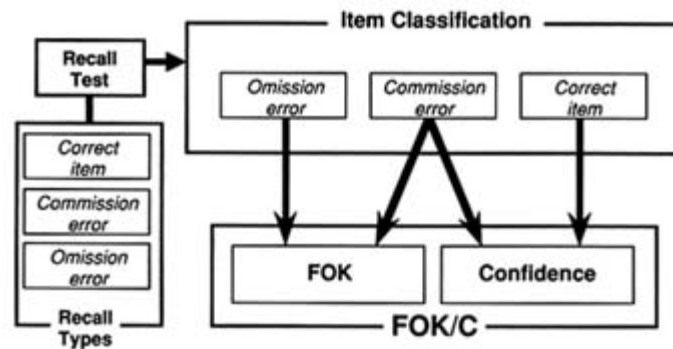 Item Classification
Recall
Test
Omission
error
Commission
error
Correct
item
Correct
item
Commission
error
Omission
error
Recall
Types
FOK
Confidence
FOK/C